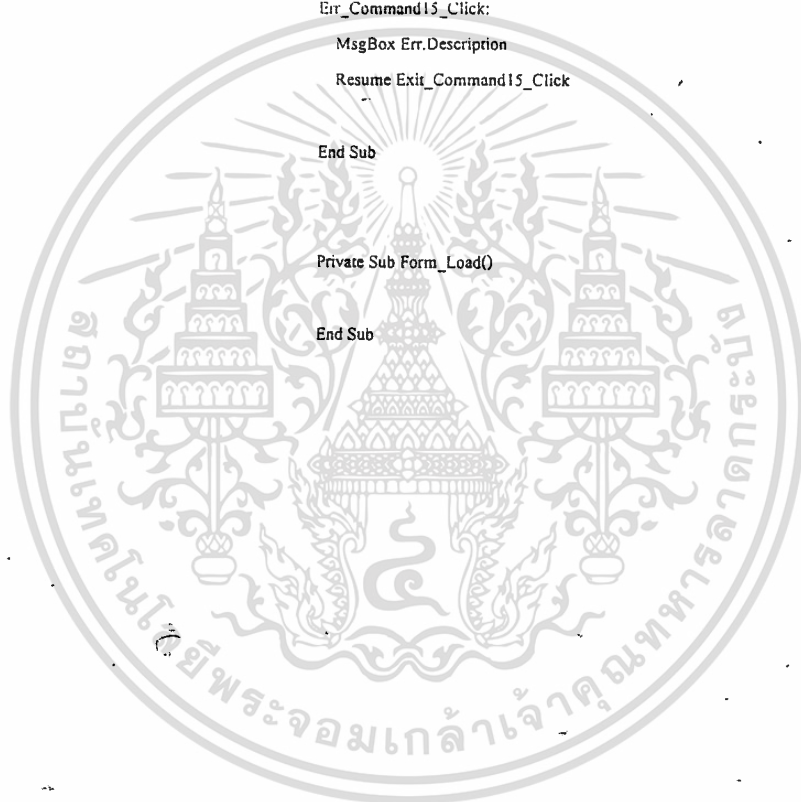 Err_Command15_Click:
MsgBox Err.Description
Resume Exit_Command15_Click
End Sub
Private Sub Form_Load()
End Sub
สถาบันเทคโนโลยีพระจอมเกล้าเจ้าคุณทหารลาดกระบัง